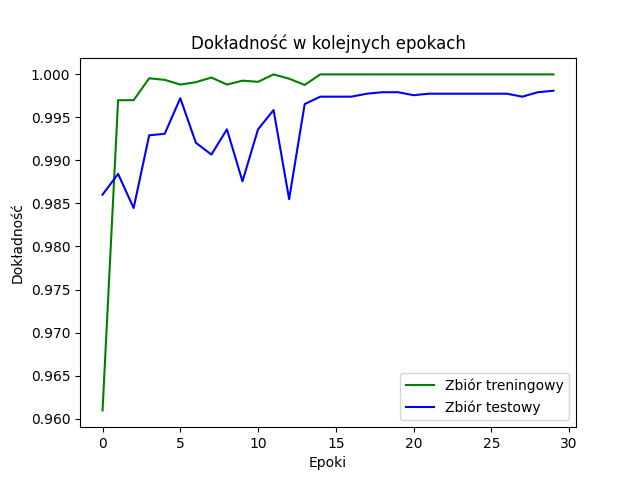 Dokładność w kolejnych epokach
1.000
0.995
0.990
0.985
0.980
0.975
0.970
0.965
0.960
Dokładność
0 5 10 15 20 25 30
Epoki
Zbiór treningowy
Zbiór testowy